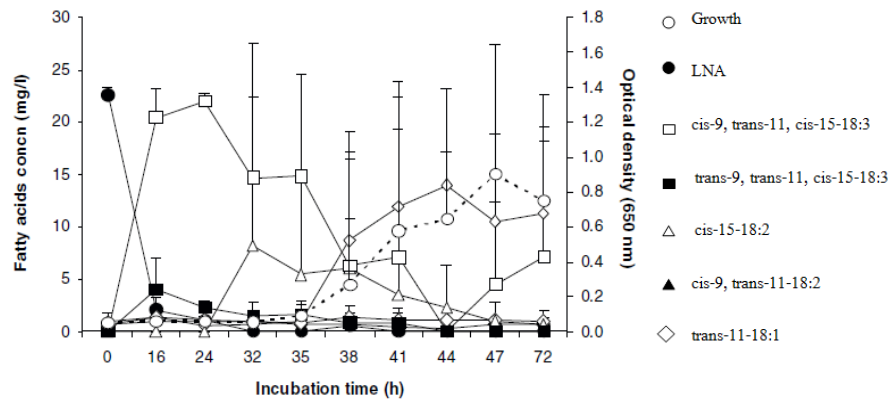 Fatty acids concn (mg/l)
30
25
20
15
10
5
0
0 16 24 32 35 38 41 44 47 72
Incubation time (h)
1.8
1.6
1.4
1.2
1.0
0.8
0.6
0.4
0.2
0.0
Optical density (650 nm)
Growth
LNA
cis-9, trans-11, cis-15-18:3
trans-9, trans-11, cis-15-18:3
cis-15-18:2
cis-9, trans-11-18:2
trans-11-18:1